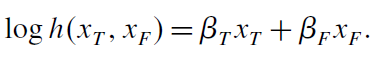 log h(x_T, x_F) = β_T x_T + β_F x_F.